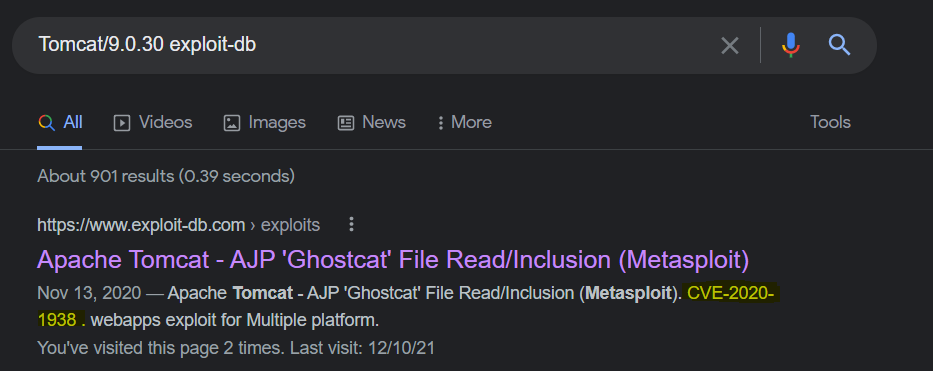 Tomcat/9.0.30 exploit-db
All Videos Images News More Tools
About 901 results (0.39 seconds)
https://www.exploit-db.com › exploits
Apache Tomcat - AJP 'Ghostcat' File Read/Inclusion (Metasploit)
Nov 13, 2020 — Apache Tomcat - AJP 'Ghostcat' File Read/Inclusion (Metasploit). CVE-2020-
1938 . webapps exploit for Multiple platform.
You've visited this page 2 times. Last visit: 12/10/21